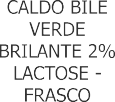 CALDO BILE
VERDE
BRILANTE 2%
LACTOSE -
FRASCO